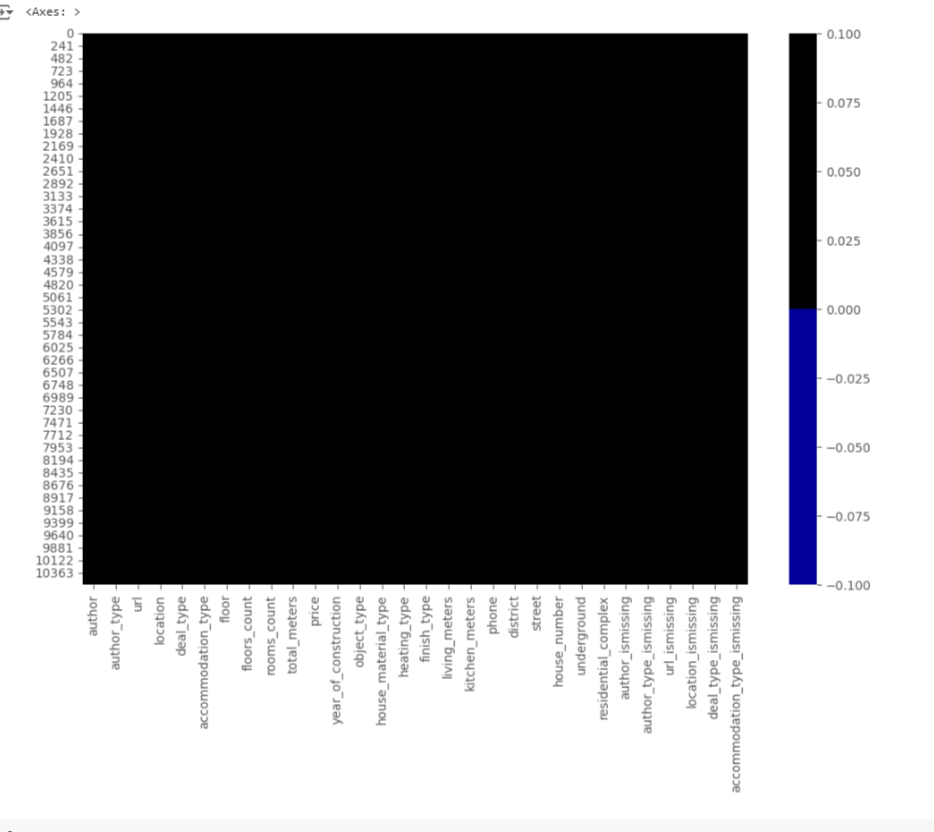 <Axes: >
0
241
482
723
964
1205
1446
1687
1928
2169
2410
2651
2892
3133
3374
3615
3856
4097
4338
4579
4820
5061
5302
5543
5784
6025
6266
6507
6748
6989
7230
7471
7712
7953
8194
8435
8676
8917
9158
9399
9640
9881
10122
10363
author
author_type
url
location
deal_type
accommodation_type
floor
floors_count
rooms_count
total_meters
price
year_of_construction
object_type
house_material_type
heating_type
finish_type
living_meters
kitchen_meters
phone
district
street
house_number
underground
residential_complex
author_ismissing
author_type_ismissing
url_ismissing
location_ismissing
deal_type_ismissing
accommodation_type_ismissing
0.100
0.075
0.050
0.025
0.000
−0.025
−0.050
−0.075
−0.100